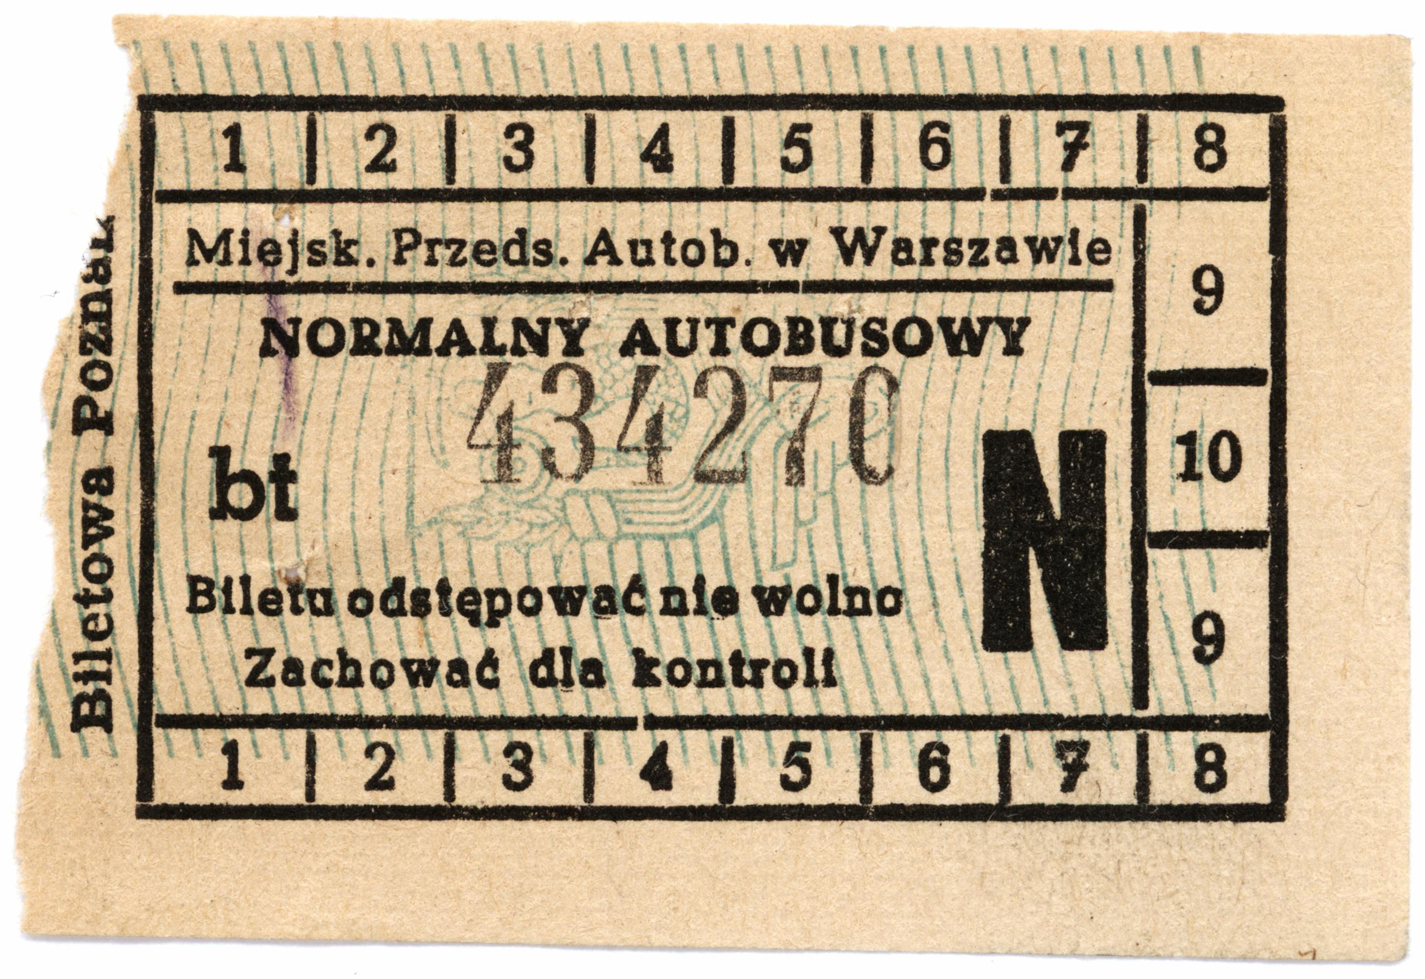 1 2 3 4 5 6 7 8
Miejsk. Przeds. Autob. w Warszawie
9
NORMALNY AUTOBUSOWY
434270
bt
N
10
Biletu odstępować nie wolno
Zachować dla kontroli
9
1 2 3 4 5 6 7 8
Biletowa Poznań